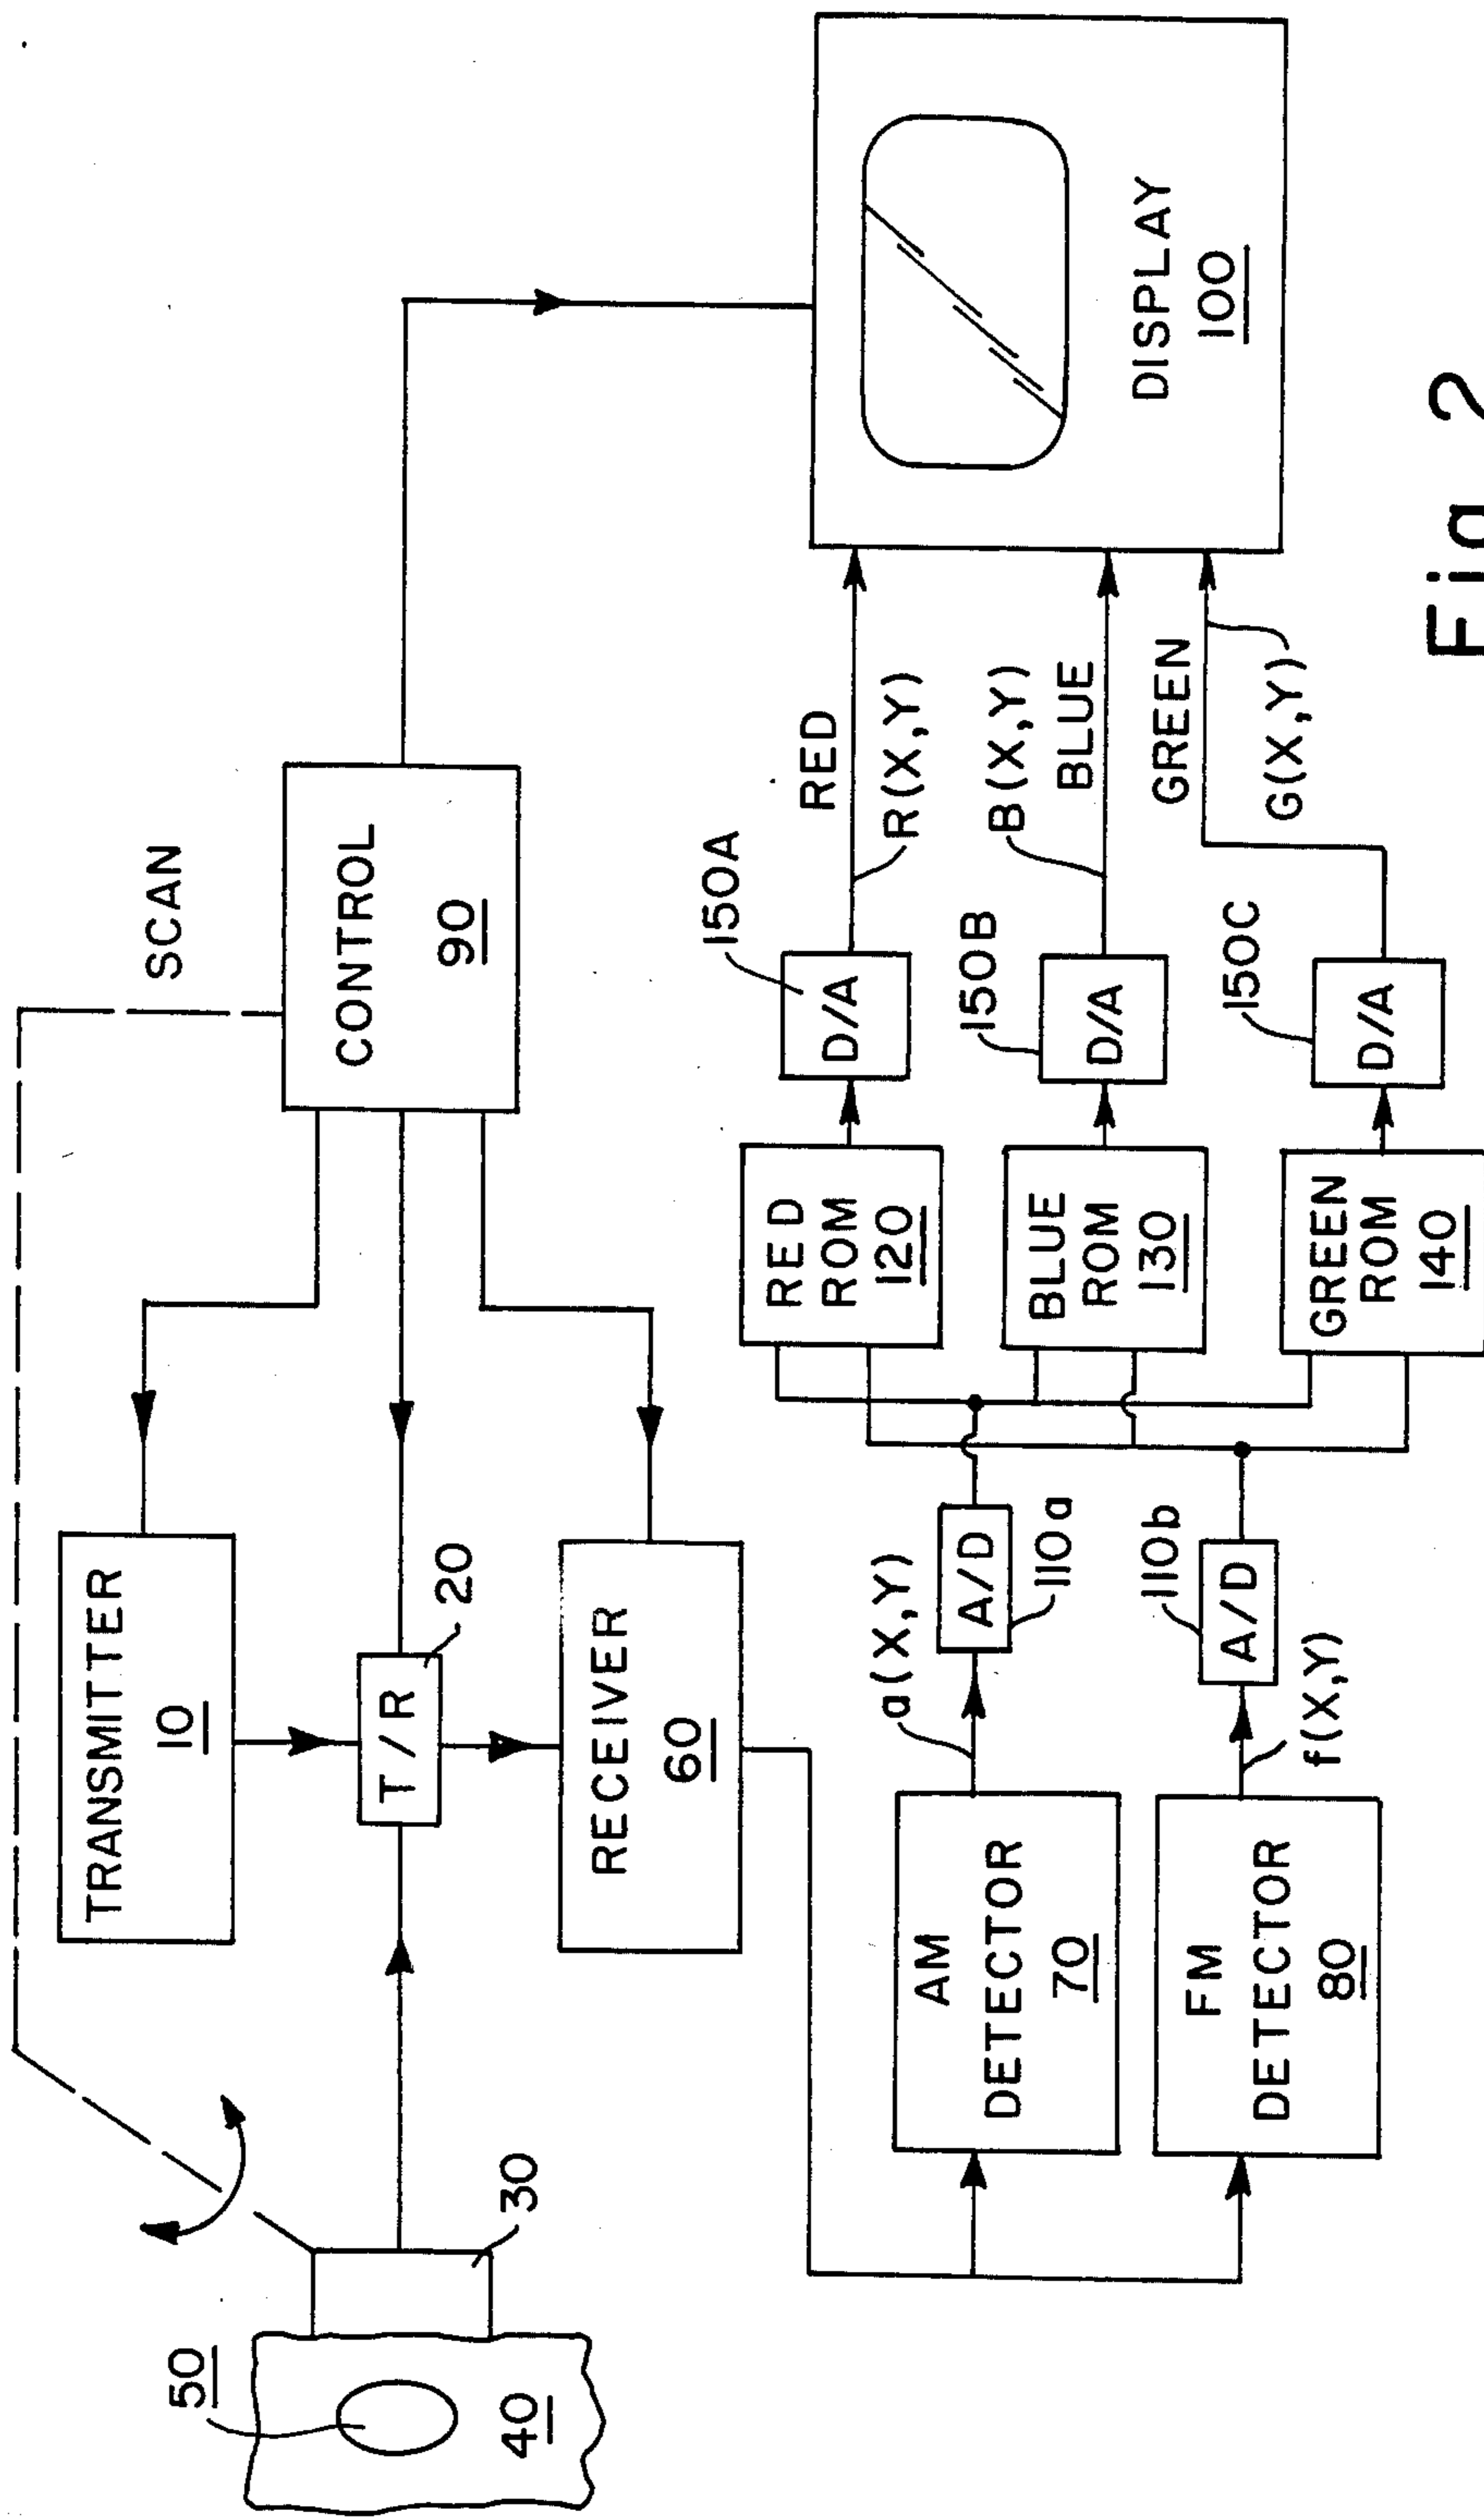 SCAN
TRANSMITTER
10
CONTROL
90
T/R
20
30
50
40
RECEIVER
60
150A
RED
R(X,Y)
RED
ROM
120
D/A
AM
DETECTOR
70
a(X,Y)
A/D
110a
BLUE
ROM
130
150B
D/A
B(X,Y)
BLUE
FM
DETECTOR
80
f(X,Y)
110b
A/D
GREEN
ROM
140
150C
D/A
GREEN
G(X,Y)
DISPLAY
100
Fig 2